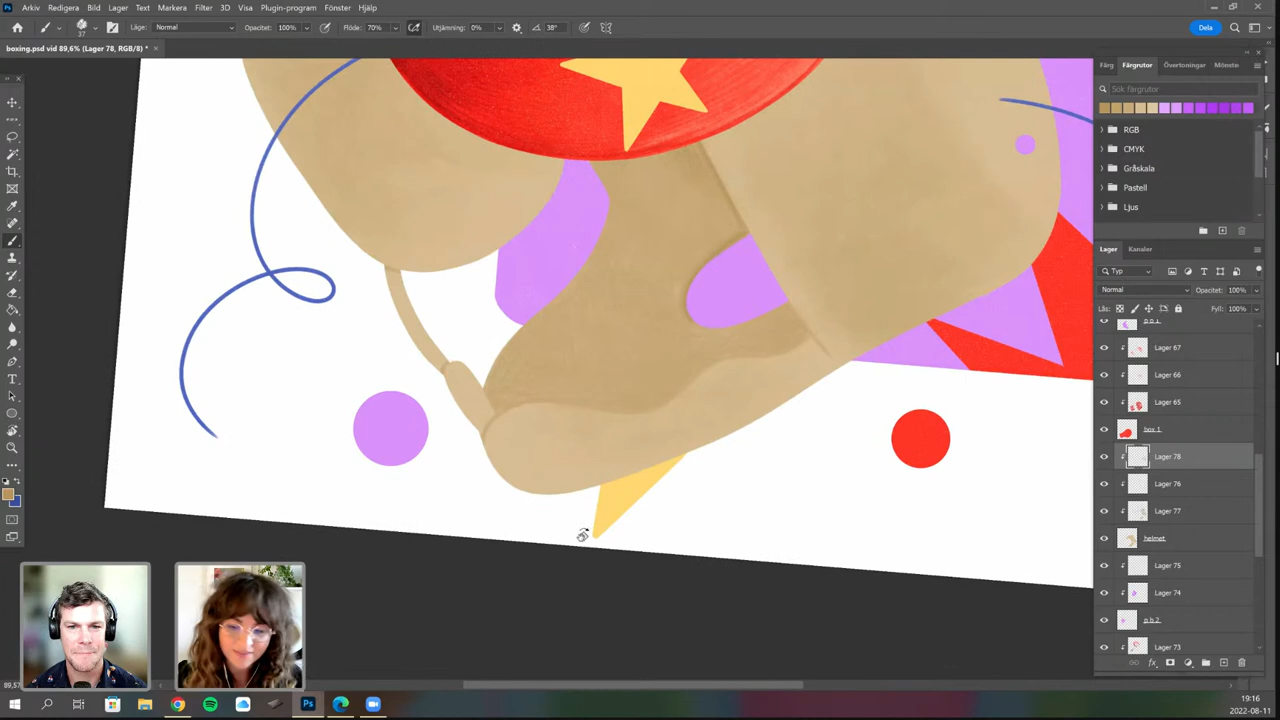 Arkiv Redigera Bild Lager Text Markera Filter 3D Visa Plugin-program Fönster Hjälp
37 Läge: Normal Opacitet: 100% Flöde: 70% Utjämning: 0% 38° Dela
boxing.psd vid 89,6% (Lager 78, RGB/8) *
Färg Färgrutor Övertoningar Mönste
Sök färgrutor
RGB
CMYK
Gråskala
Pastell
Ljus
Lager Kanaler
Typ
Normal Opacitet: 100%
Lås: Fyll: 100%
Lager 67
Lager 66
Lager 65
box 1
Lager 78
Lager 76
Lager 77
helmet
Lager 75
Lager 74
p b 2
Lager 73
19:16
2022-08-11